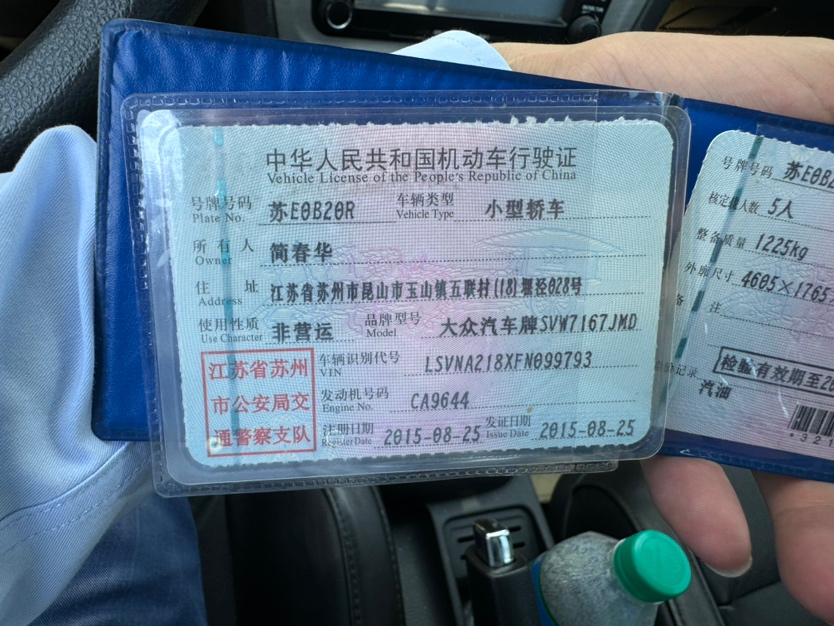 中华人民共和国机动车行驶证
Vehicle License of the People's Republic of China
号牌号码 苏E0B20R 车辆类型 小型轿车
Plate No. Vehicle Type
所有人 简春华
Owner
住址 江苏省苏州市昆山市玉山镇五联村(18)堰泾028号
Address
使用性质 非营运 品牌型号 大众汽车牌SVW7167JMD
Use Character Model
江苏省苏州
市公安局交
通警察支队
车辆识别代号 LSVNA218XFN099793
VIN
发动机号码 CA9644
Engine No.
注册日期 2015-08-25 发证日期 2015-08-25
Register Date Issue Date
号牌号码 苏E0B2
核定载人数 5人
整备质量 1225kg
外廓尺寸 4605×1765
备注
检验有效期至20
汽油
*321